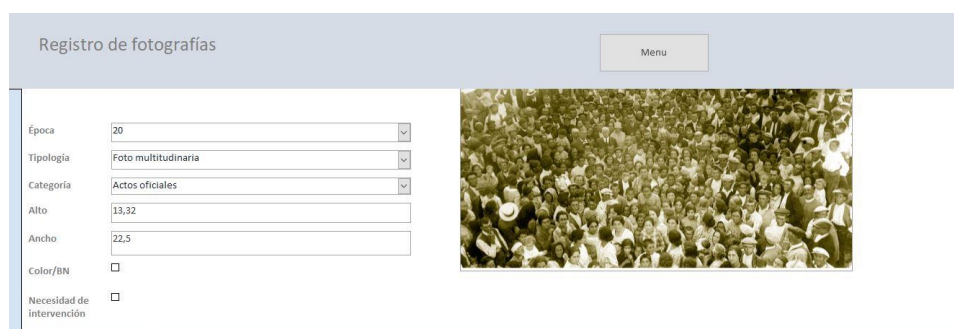 Registro de fotografías
Menu
Época 20
Tipología Foto multitudinaria
Categoría Actos oficiales
Alto 13,32
Ancho 22,5
Color/BN
Necesidad de
intervención